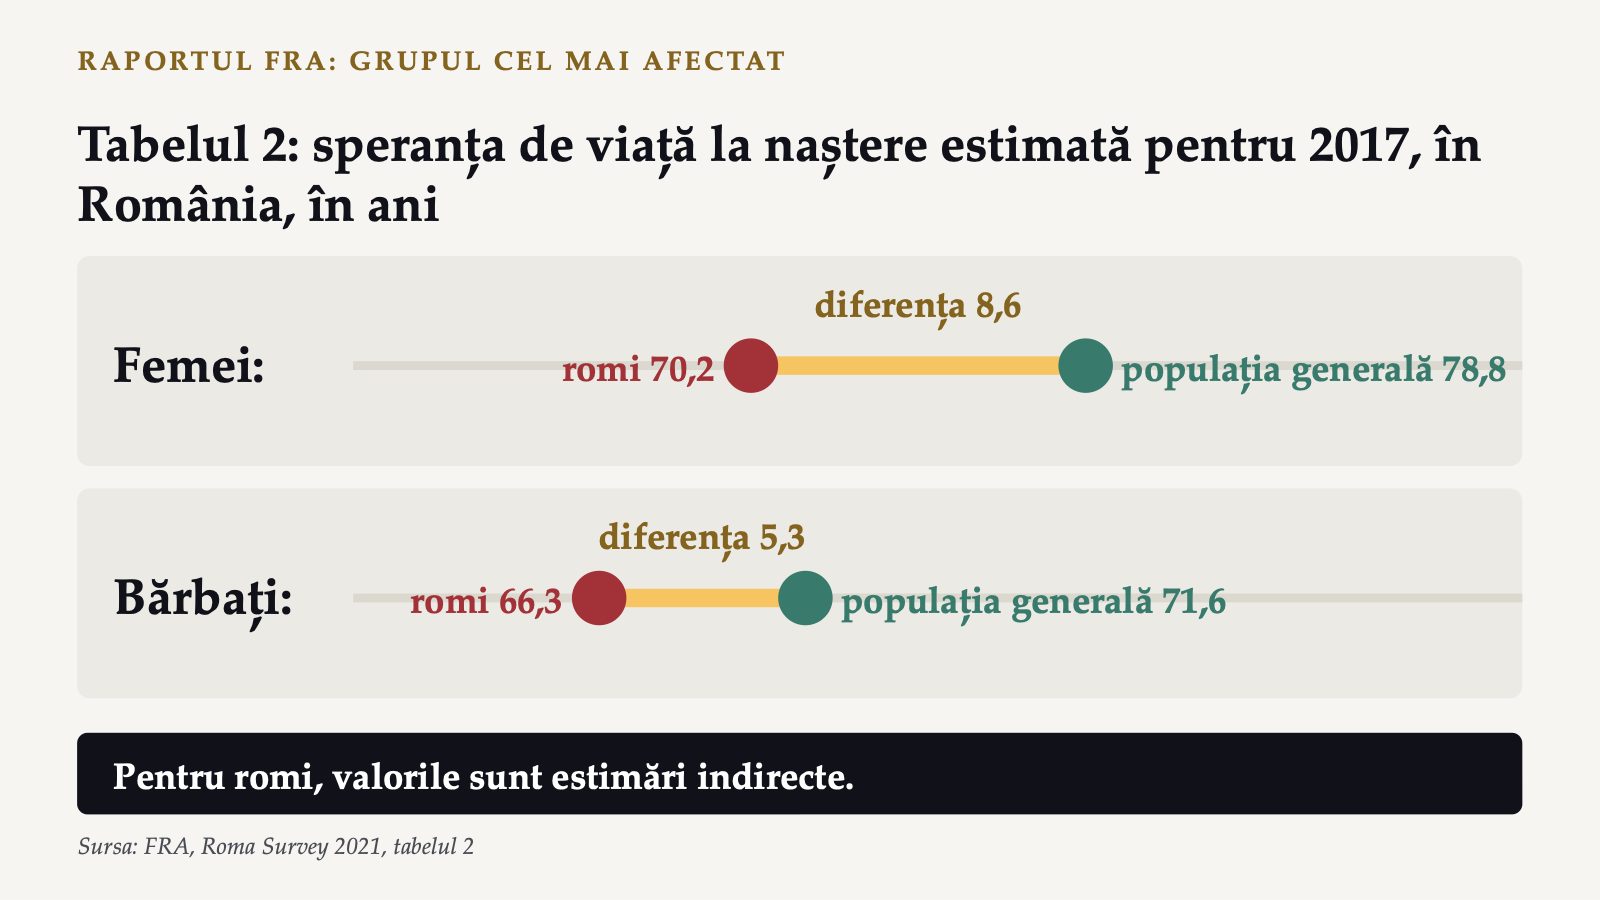 RAPORTUL FRA: GRUPUL CEL MAI AFECTAT
Tabelul 2: speranța de viață la naștere estimată pentru 2017, în
România, în ani
diferența 8,6
Femei:
romi 70,2
populația generală 78,8
diferența 5,3
Bărbați:
romi 66,3
populația generală 71,6
Pentru romi, valorile sunt estimări indirecte.
Sursa: FRA, Roma Survey 2021, tabelul 2